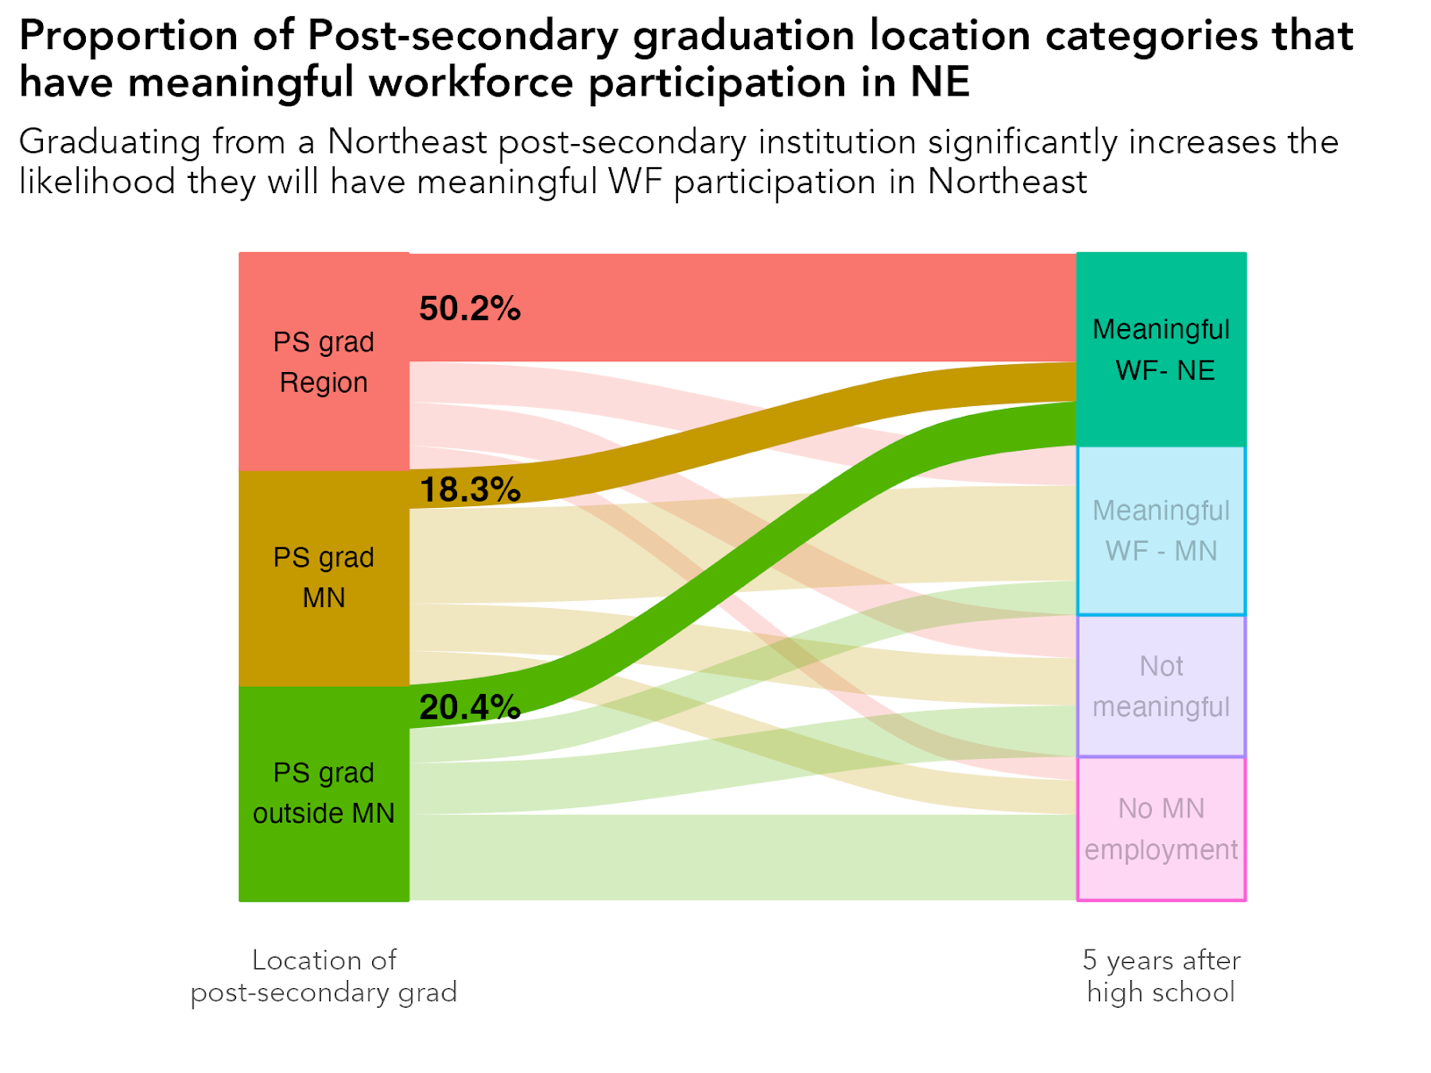 Proportion of Post-secondary graduation location categories that
have meaningful workforce participation in NE
Graduating from a Northeast post-secondary institution significantly increases the
likelihood they will have meaningful WF participation in Northeast
50.2%
PS grad
Region
Meaningful
WF- NE
18.3%
PS grad
MN
Meaningful
WF - MN
20.4%
PS grad
outside MN
Not
meaningful
No MN
employment
Location of
post-secondary grad
5 years after
high school